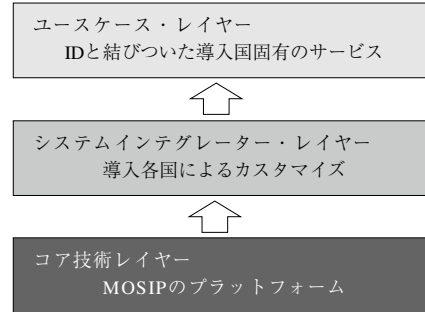 ユースケース・レイヤー
IDと結びついた導入国固有のサービス
システムインテグレーター・レイヤー
導入各国によるカスタマイズ
コア技術レイヤー
MOSIPのプラットフォーム